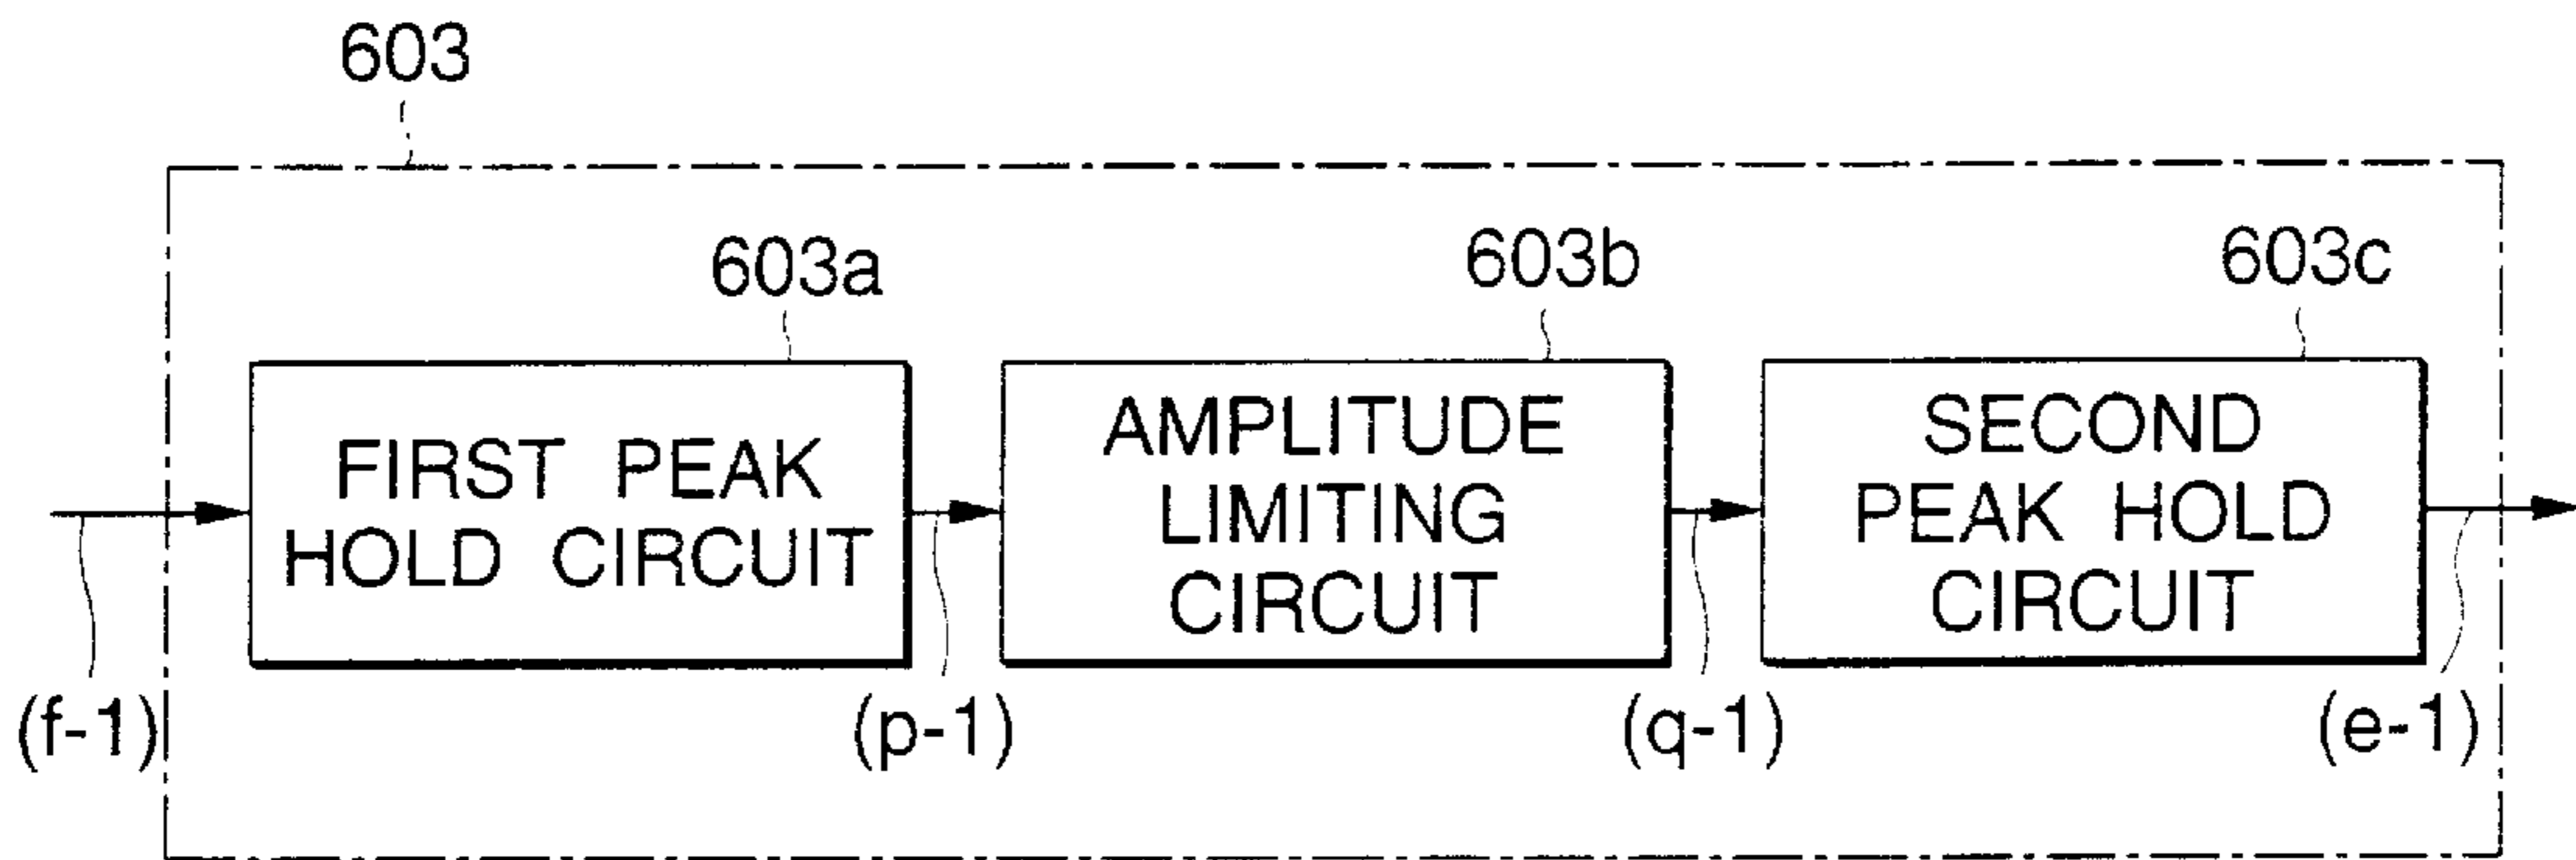 603
603a
603b
603c
FIRST PEAK
HOLD CIRCUIT
AMPLITUDE
LIMITING
CIRCUIT
SECOND
PEAK HOLD
CIRCUIT
(f-1)
(p-1)
(q-1)
(e-1)